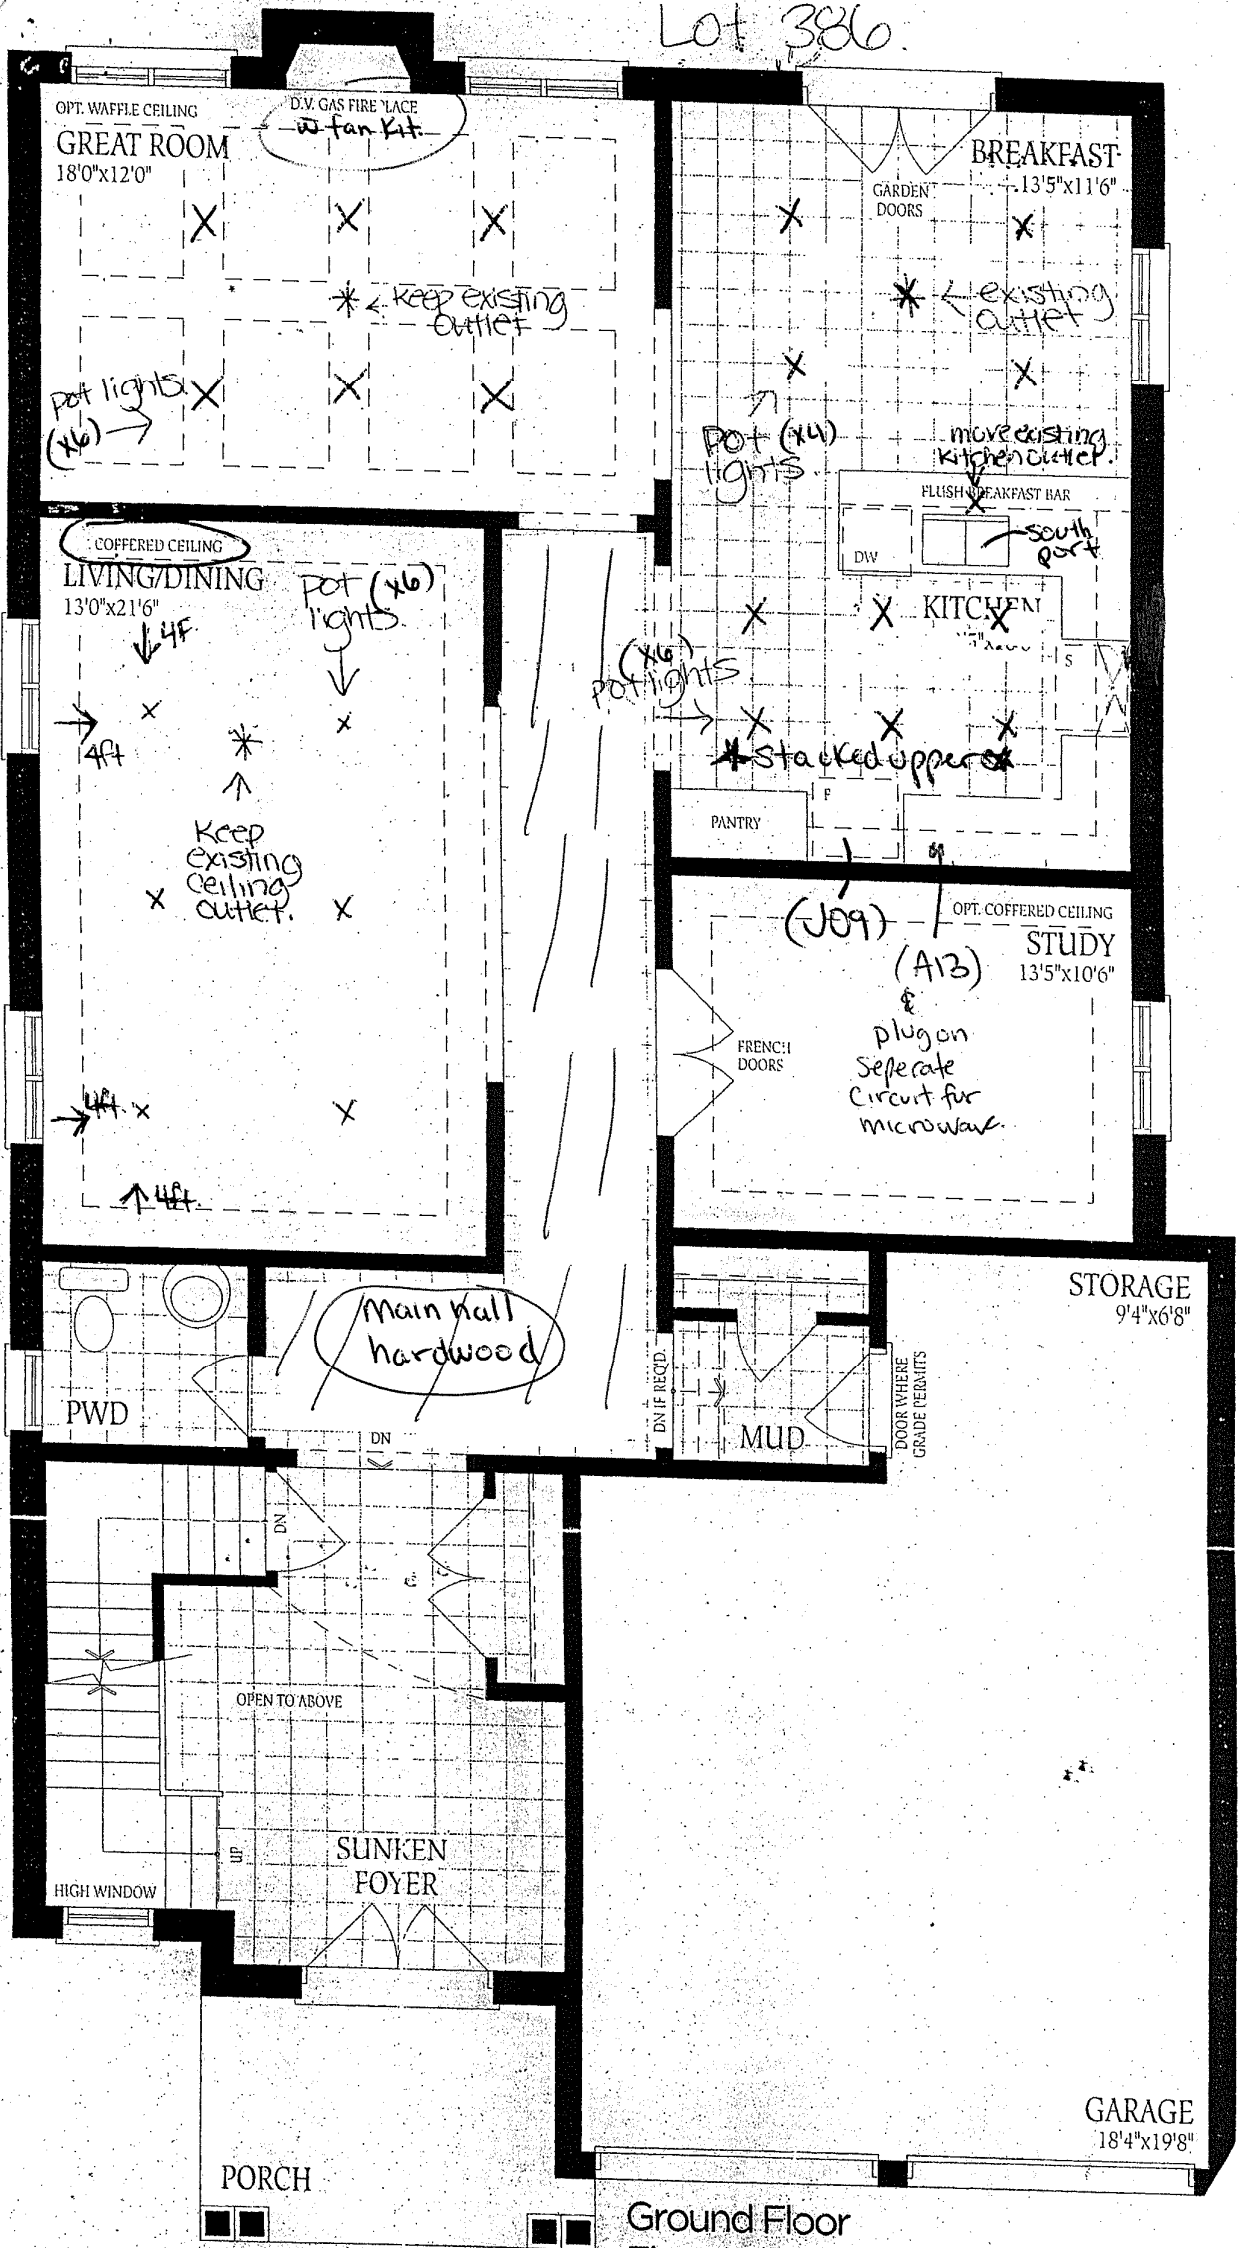 Lot 386.
OPT. WAFFLE CEILING
GREAT ROOM
18'0"x12'0"
D.V. GAS FIRE PLACE
w fan kit.
BREAKFAST
13'5"x11'6"
GARDEN
DOORS
X X X
X X
* < Keep existing
outlet
* < existing
outlet
pot lights
(x6) →
X X X
X X
Pot (x4)
lights.
move existing
kitchen outlet.
FLUSH BREAKFAST BAR
X
DW
South
port
COFFERED CEILING
LIVING/DINING
13'0"x21'6"
4F
pot (x6)
lights.
KITCHEN
X X X
S
(x6)
pot lights
→ X X X
* Stacked uppers
→
4ft
x x
*
Keep
existing
ceiling
outlet.
x x
PANTRY
F
(J09)
(A13)
&
plug on
Seperate
Circuit for
microwave.
OPT. COFFERED CEILING
STUDY
13'5"x10'6"
FRENCH
DOORS
→ 4ft. x x
↑ 4ft.
Main hall
hardwood
PWD
DN
DN IF REQ'D.
MUD
DOOR WHERE
GRADE PERMITS
STORAGE
9'4"x6'8"
DN
OPEN TO ABOVE
UP
SUNKEN
FOYER
HIGH WINDOW
GARAGE
18'4"x19'8"
PORCH
Ground Floor